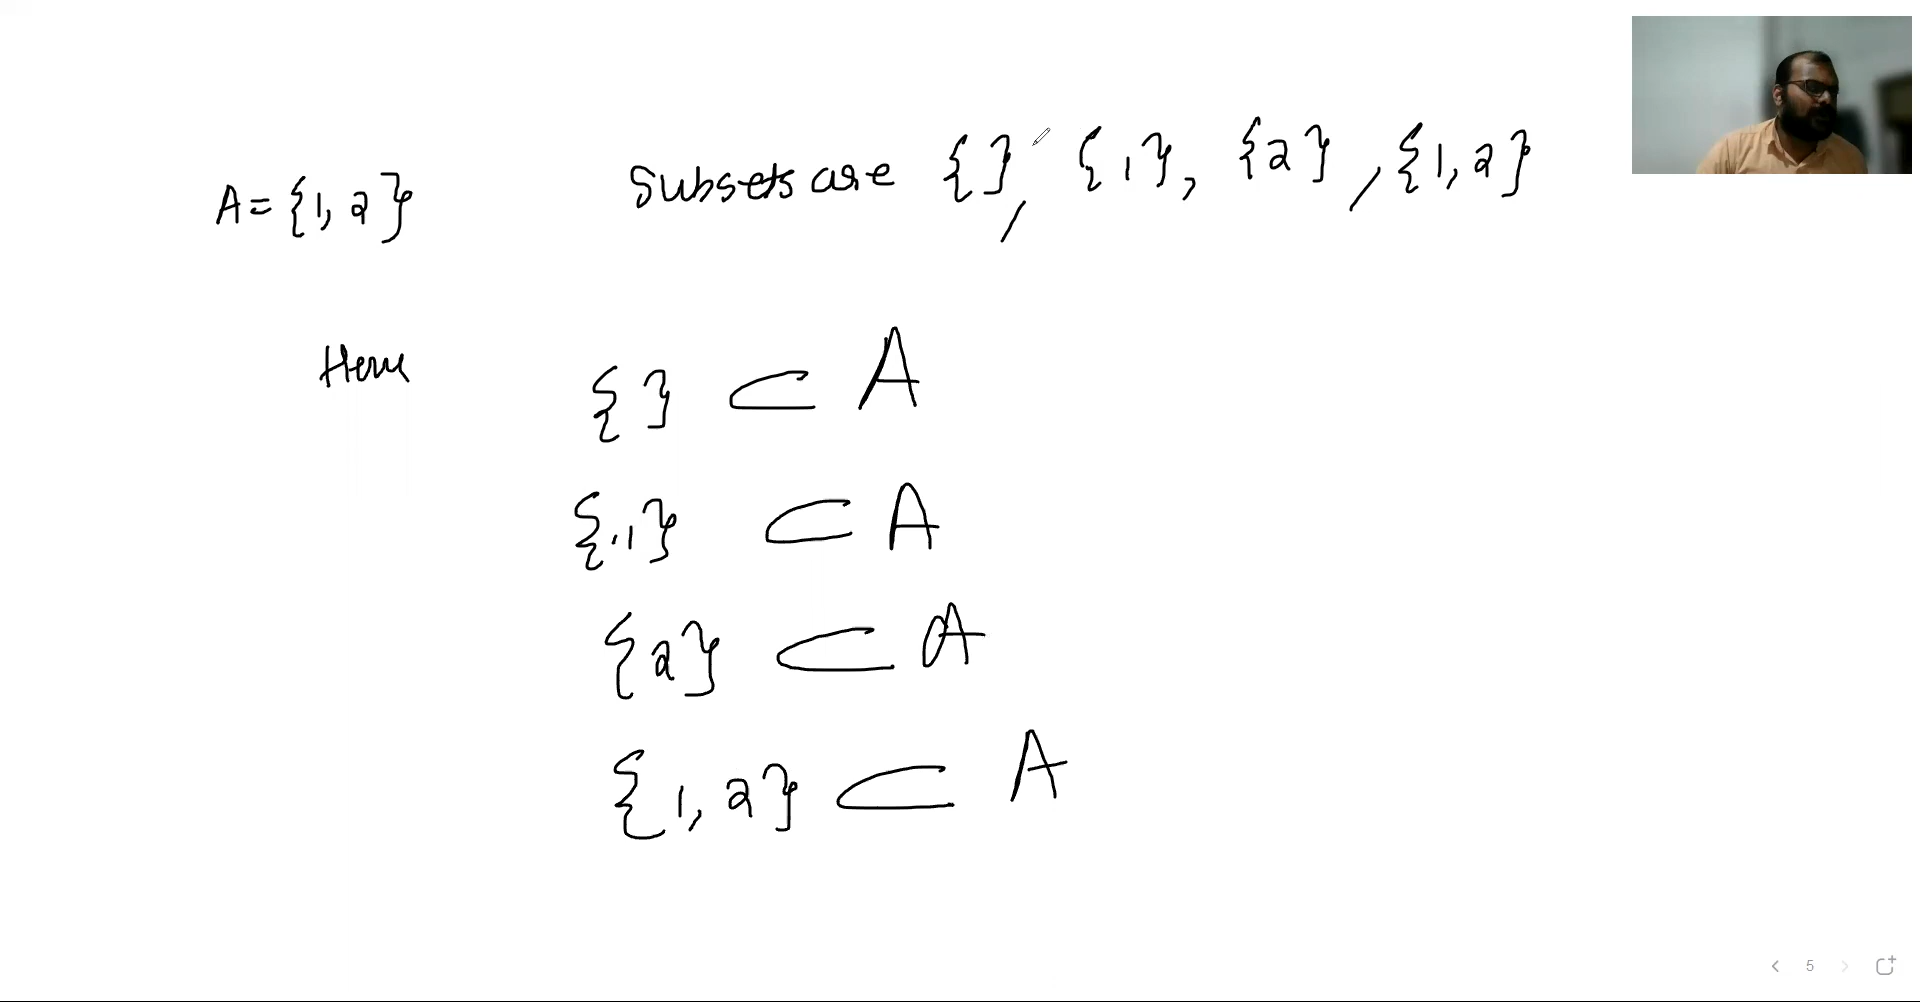 A = {1, 2}
Subsets are { }, {1}, {2}, {1, 2}
Here
{ } ⊂ A
{1} ⊂ A
{2} ⊂ A
{1, 2} ⊂ A
5